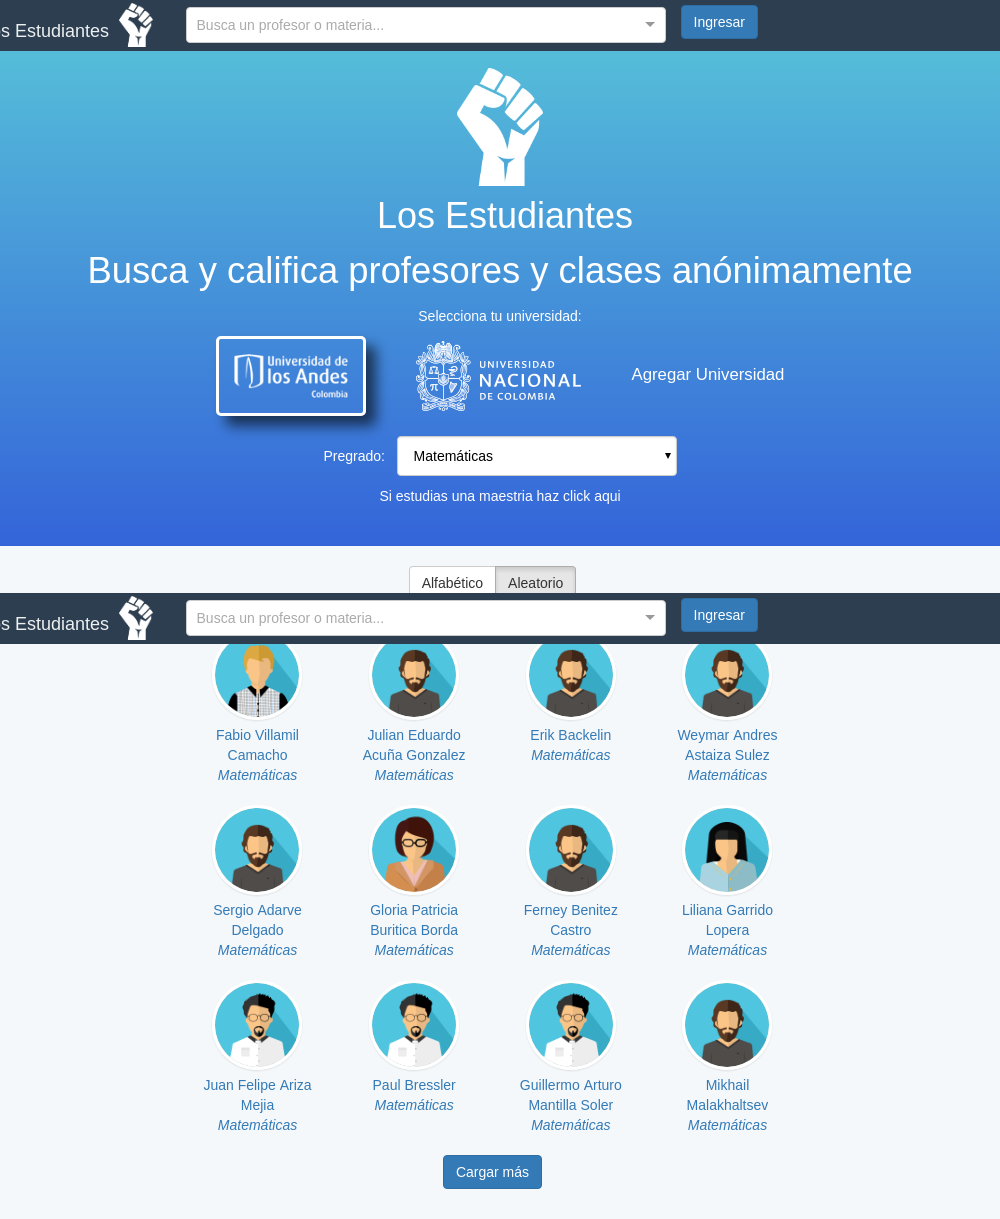 os Estudiantes
Busca un profesor o materia...
Ingresar
Los Estudiantes
Busca y califica profesores y clases anónimamente
Selecciona tu universidad:
Universidad de
los Andes
Colombia
UNIVERSIDAD
NACIONAL
DE COLOMBIA
Agregar Universidad
Pregrado: Matemáticas
Si estudias una maestria haz click aqui
Alfabético Aleatorio
os Estudiantes
Busca un profesor o materia...
Ingresar
Fabio Villamil
Camacho
Matemáticas
Julian Eduardo
Acuña Gonzalez
Matemáticas
Erik Backelin
Matemáticas
Weymar Andres
Astaiza Sulez
Matemáticas
Sergio Adarve
Delgado
Matemáticas
Gloria Patricia
Buritica Borda
Matemáticas
Ferney Benitez
Castro
Matemáticas
Liliana Garrido
Lopera
Matemáticas
Juan Felipe Ariza
Mejia
Matemáticas
Paul Bressler
Matemáticas
Guillermo Arturo
Mantilla Soler
Matemáticas
Mikhail
Malakhaltsev
Matemáticas
Cargar más